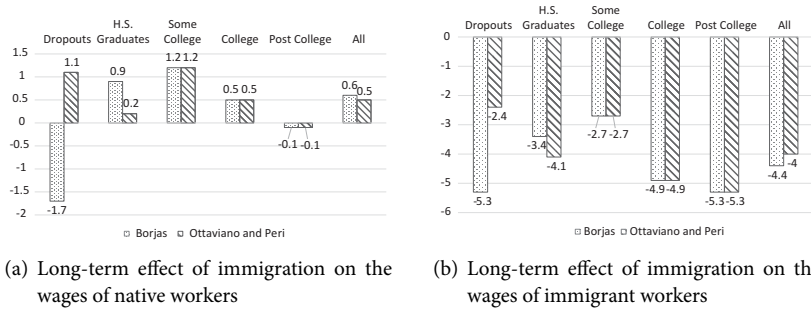 (a)
H.S. Some
Dropouts Graduates College College Post College All
1.5
1
0.5
0
-0.5
-1
-1.5
-2
1.1
0.9
0.2
1.2 1.2
0.5 0.5
0.6
0.5
-0.1 -0.1
-1.7
Borjas Ottaviano and Peri
(a) Long-term effect of immigration on the
wages of native workers
(b)
H.S. Some
Dropouts Graduates College College Post College All
0
-1
-2
-3
-4
-5
-6
-2.4
-2.7 -2.7
-3.4
-4.1
-4
-4.4
-4.9 -4.9
-5.3
-5.3 -5.3
Borjas Ottaviano and Peri
(b) Long-term effect of immigration on th
wages of immigrant workers